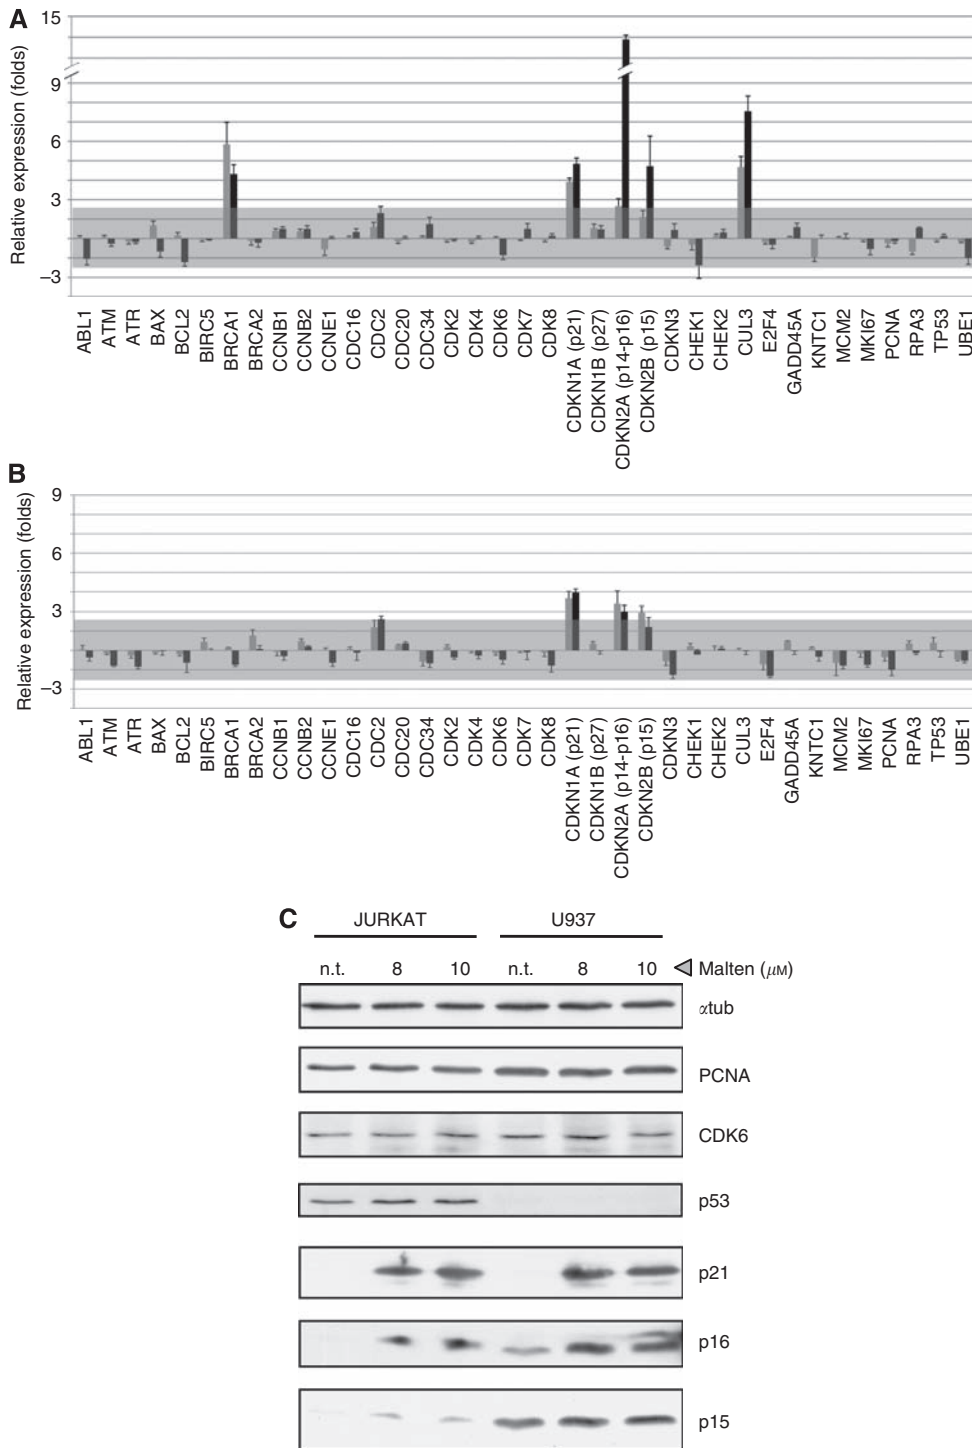 A
Relative expression (folds)
15
9
6
3
–3
ABL1
ATM
ATR
BAX
BCL2
BIRC5
BRCA1
BRCA2
CCNB1
CCNB2
CCNE1
CDC16
CDC2
CDC20
CDC34
CDK2
CDK4
CDK6
CDK7
CDK8
CDKN1A (p21)
CDKN1B (p27)
CDKN2A (p14-p16)
CDKN2B (p15)
CDKN3
CHEK1
CHEK2
CUL3
E2F4
GADD45A
KNTC1
MCM2
MKI67
PCNA
RPA3
TP53
UBE1
B
Relative expression (folds)
9
6
3
–3
ABL1
ATM
ATR
BAX
BCL2
BIRC5
BRCA1
BRCA2
CCNB1
CCNB2
CCNE1
CDC16
CDC2
CDC20
CDC34
CDK2
CDK4
CDK6
CDK7
CDK8
CDKN1A (p21)
CDKN1B (p27)
CDKN2A (p14-p16)
CDKN2B (p15)
CDKN3
CHEK1
CHEK2
CUL3
E2F4
GADD45A
KNTC1
MCM2
MKI67
PCNA
RPA3
TP53
UBE1
C
JURKAT U937
n.t. 8 10 n.t. 8 10 Malten (μM)
αtub
PCNA
CDK6
p53
p21
p16
p15